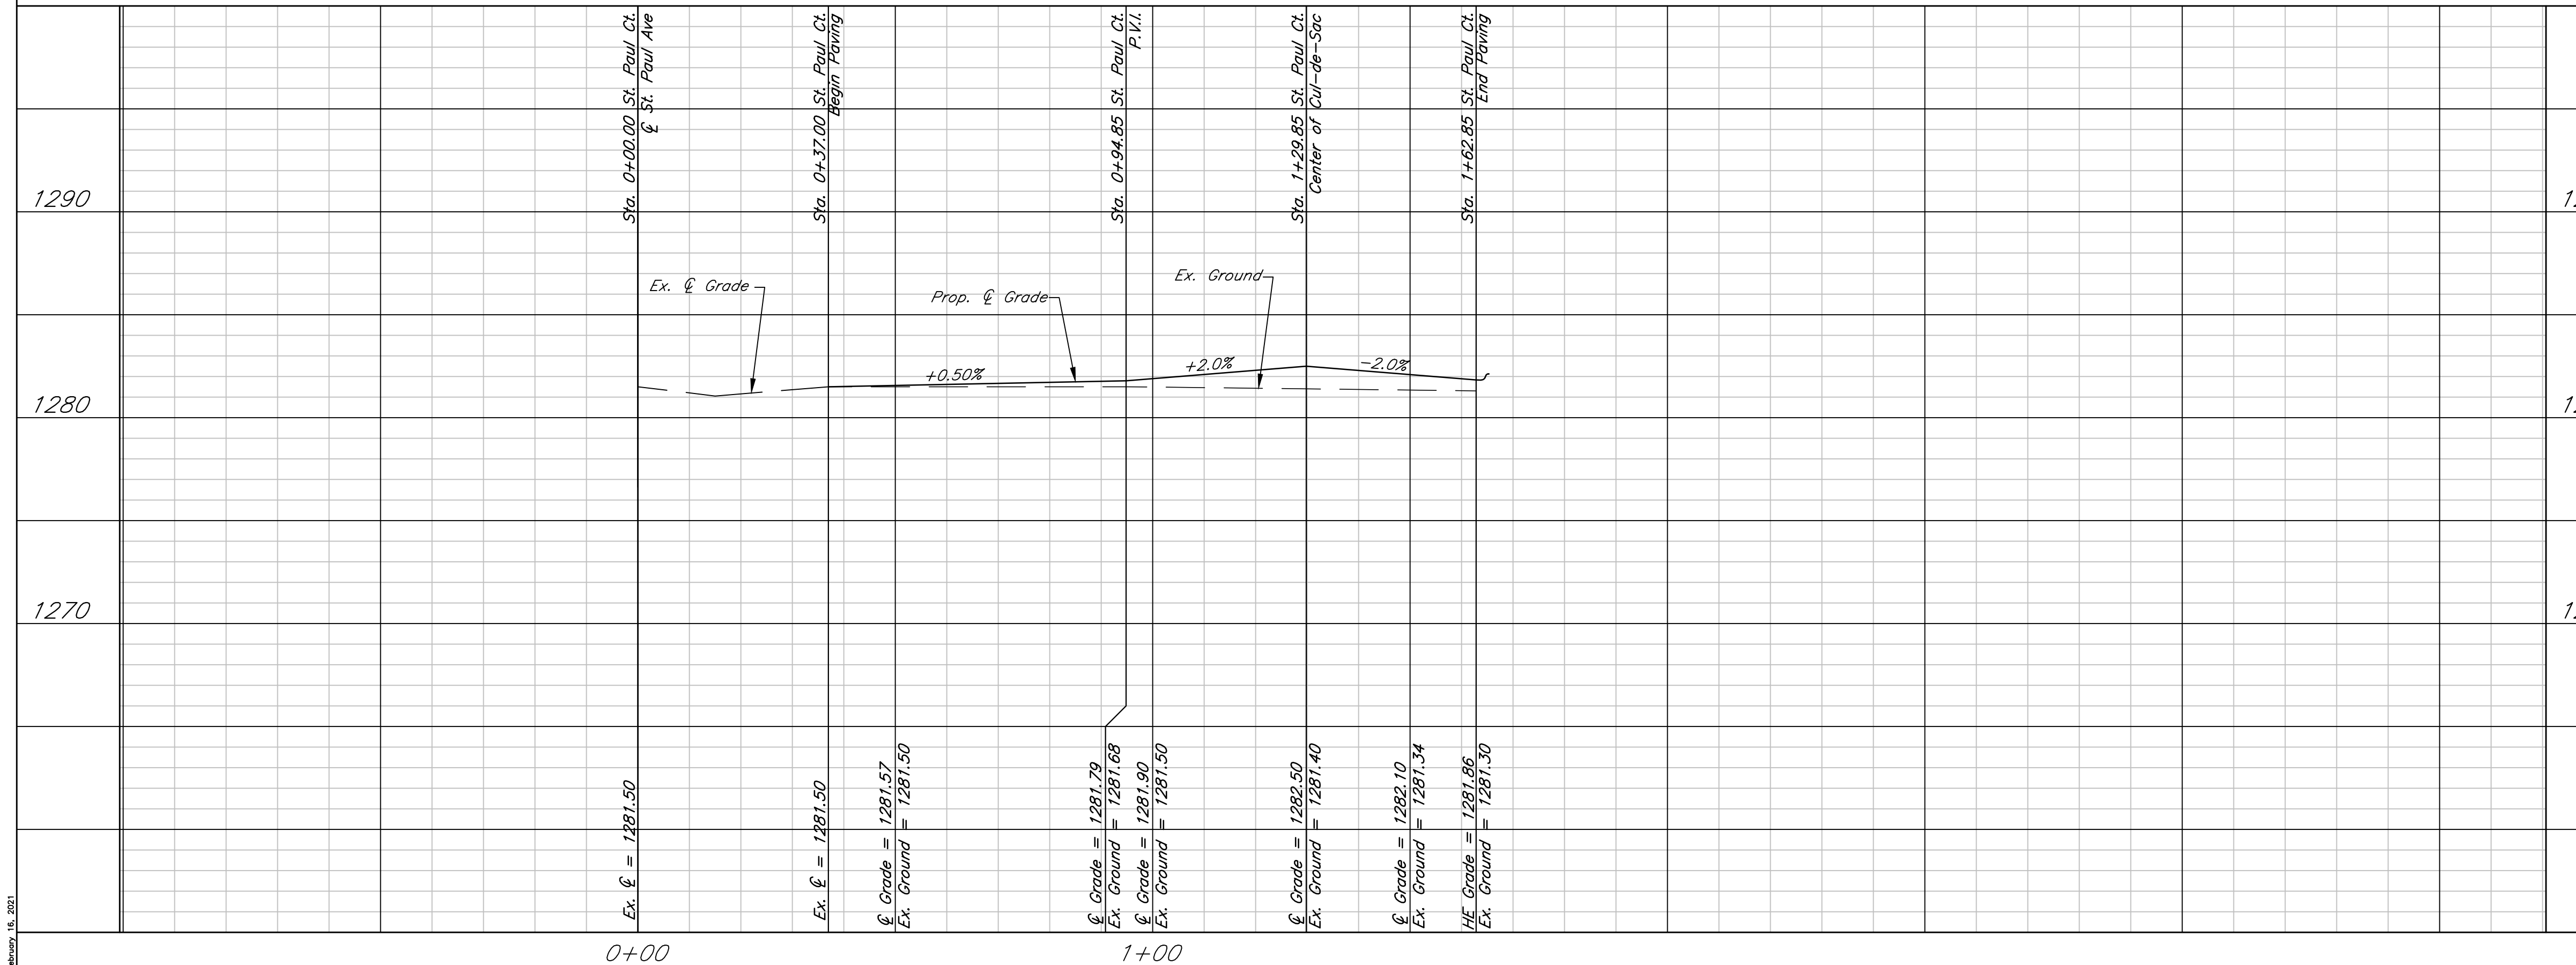 Sta. 0+00.00 St. Paul Ct.
℄ St. Paul Ave
Sta. 0+37.00 St. Paul Ct.
Begin Paving
Sta. 0+94.85 St. Paul Ct.
P.V.I.
Sta. 1+29.85 St. Paul Ct.
Center of Cul-de-Sac
Sta. 1+62.85 St. Paul Ct.
End Paving
1290
Ex. ℄ Grade
Prop. ℄ Grade
Ex. Ground
+0.50%
+2.0%
-2.0%
1280
1270
Ex. ℄ = 1281.50
Ex. ℄ = 1281.50
℄ Grade = 1281.57
Ex. Ground = 1281.50
℄ Grade = 1281.79
Ex. Ground = 1281.68
℄ Grade = 1281.90
Ex. Ground = 1281.50
℄ Grade = 1282.50
Ex. Ground = 1281.40
℄ Grade = 1282.10
Ex. Ground = 1281.34
HE Grade = 1281.86
Ex. Ground = 1281.30
0+00
1+00
ebruary 16, 2021